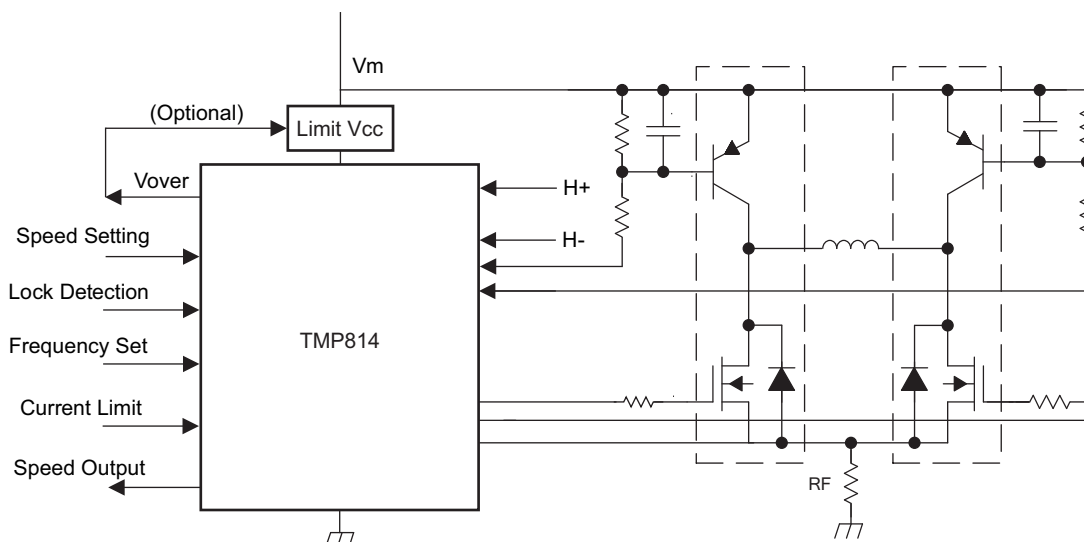 Vm
(Optional)
Limit Vcc
Vover
H+
Speed Setting
H-
Lock Detection
TMP814
Frequency Set
Current Limit
Speed Output
RF